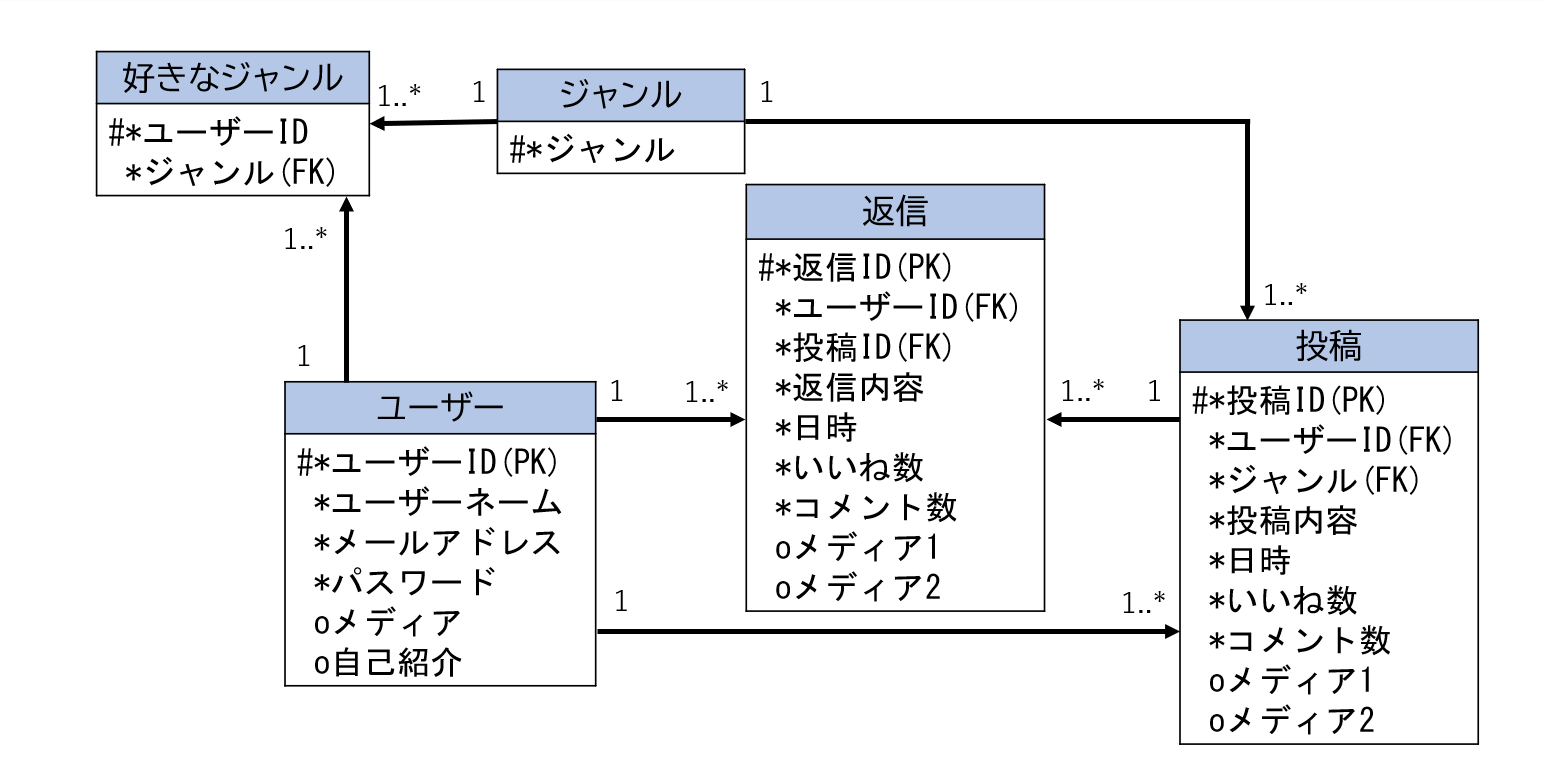 好きなジャンル
#*ユーザーID
*ジャンル(FK)
1..*
1
ジャンル
#*ジャンル
1
1..*
1..*
1
返信
#*返信ID(PK)
*ユーザーID(FK)
*投稿ID(FK)
*返信内容
*日時
*いいね数
*コメント数
oメディア1
oメディア2
ユーザー
#*ユーザーID(PK)
*ユーザーネーム
*メールアドレス
*パスワード
oメディア
o自己紹介
1
1..*
1..*
1
1
1..*
投稿
#*投稿ID(PK)
*ユーザーID(FK)
*ジャンル(FK)
*投稿内容
*日時
*いいね数
*コメント数
oメディア1
oメディア2